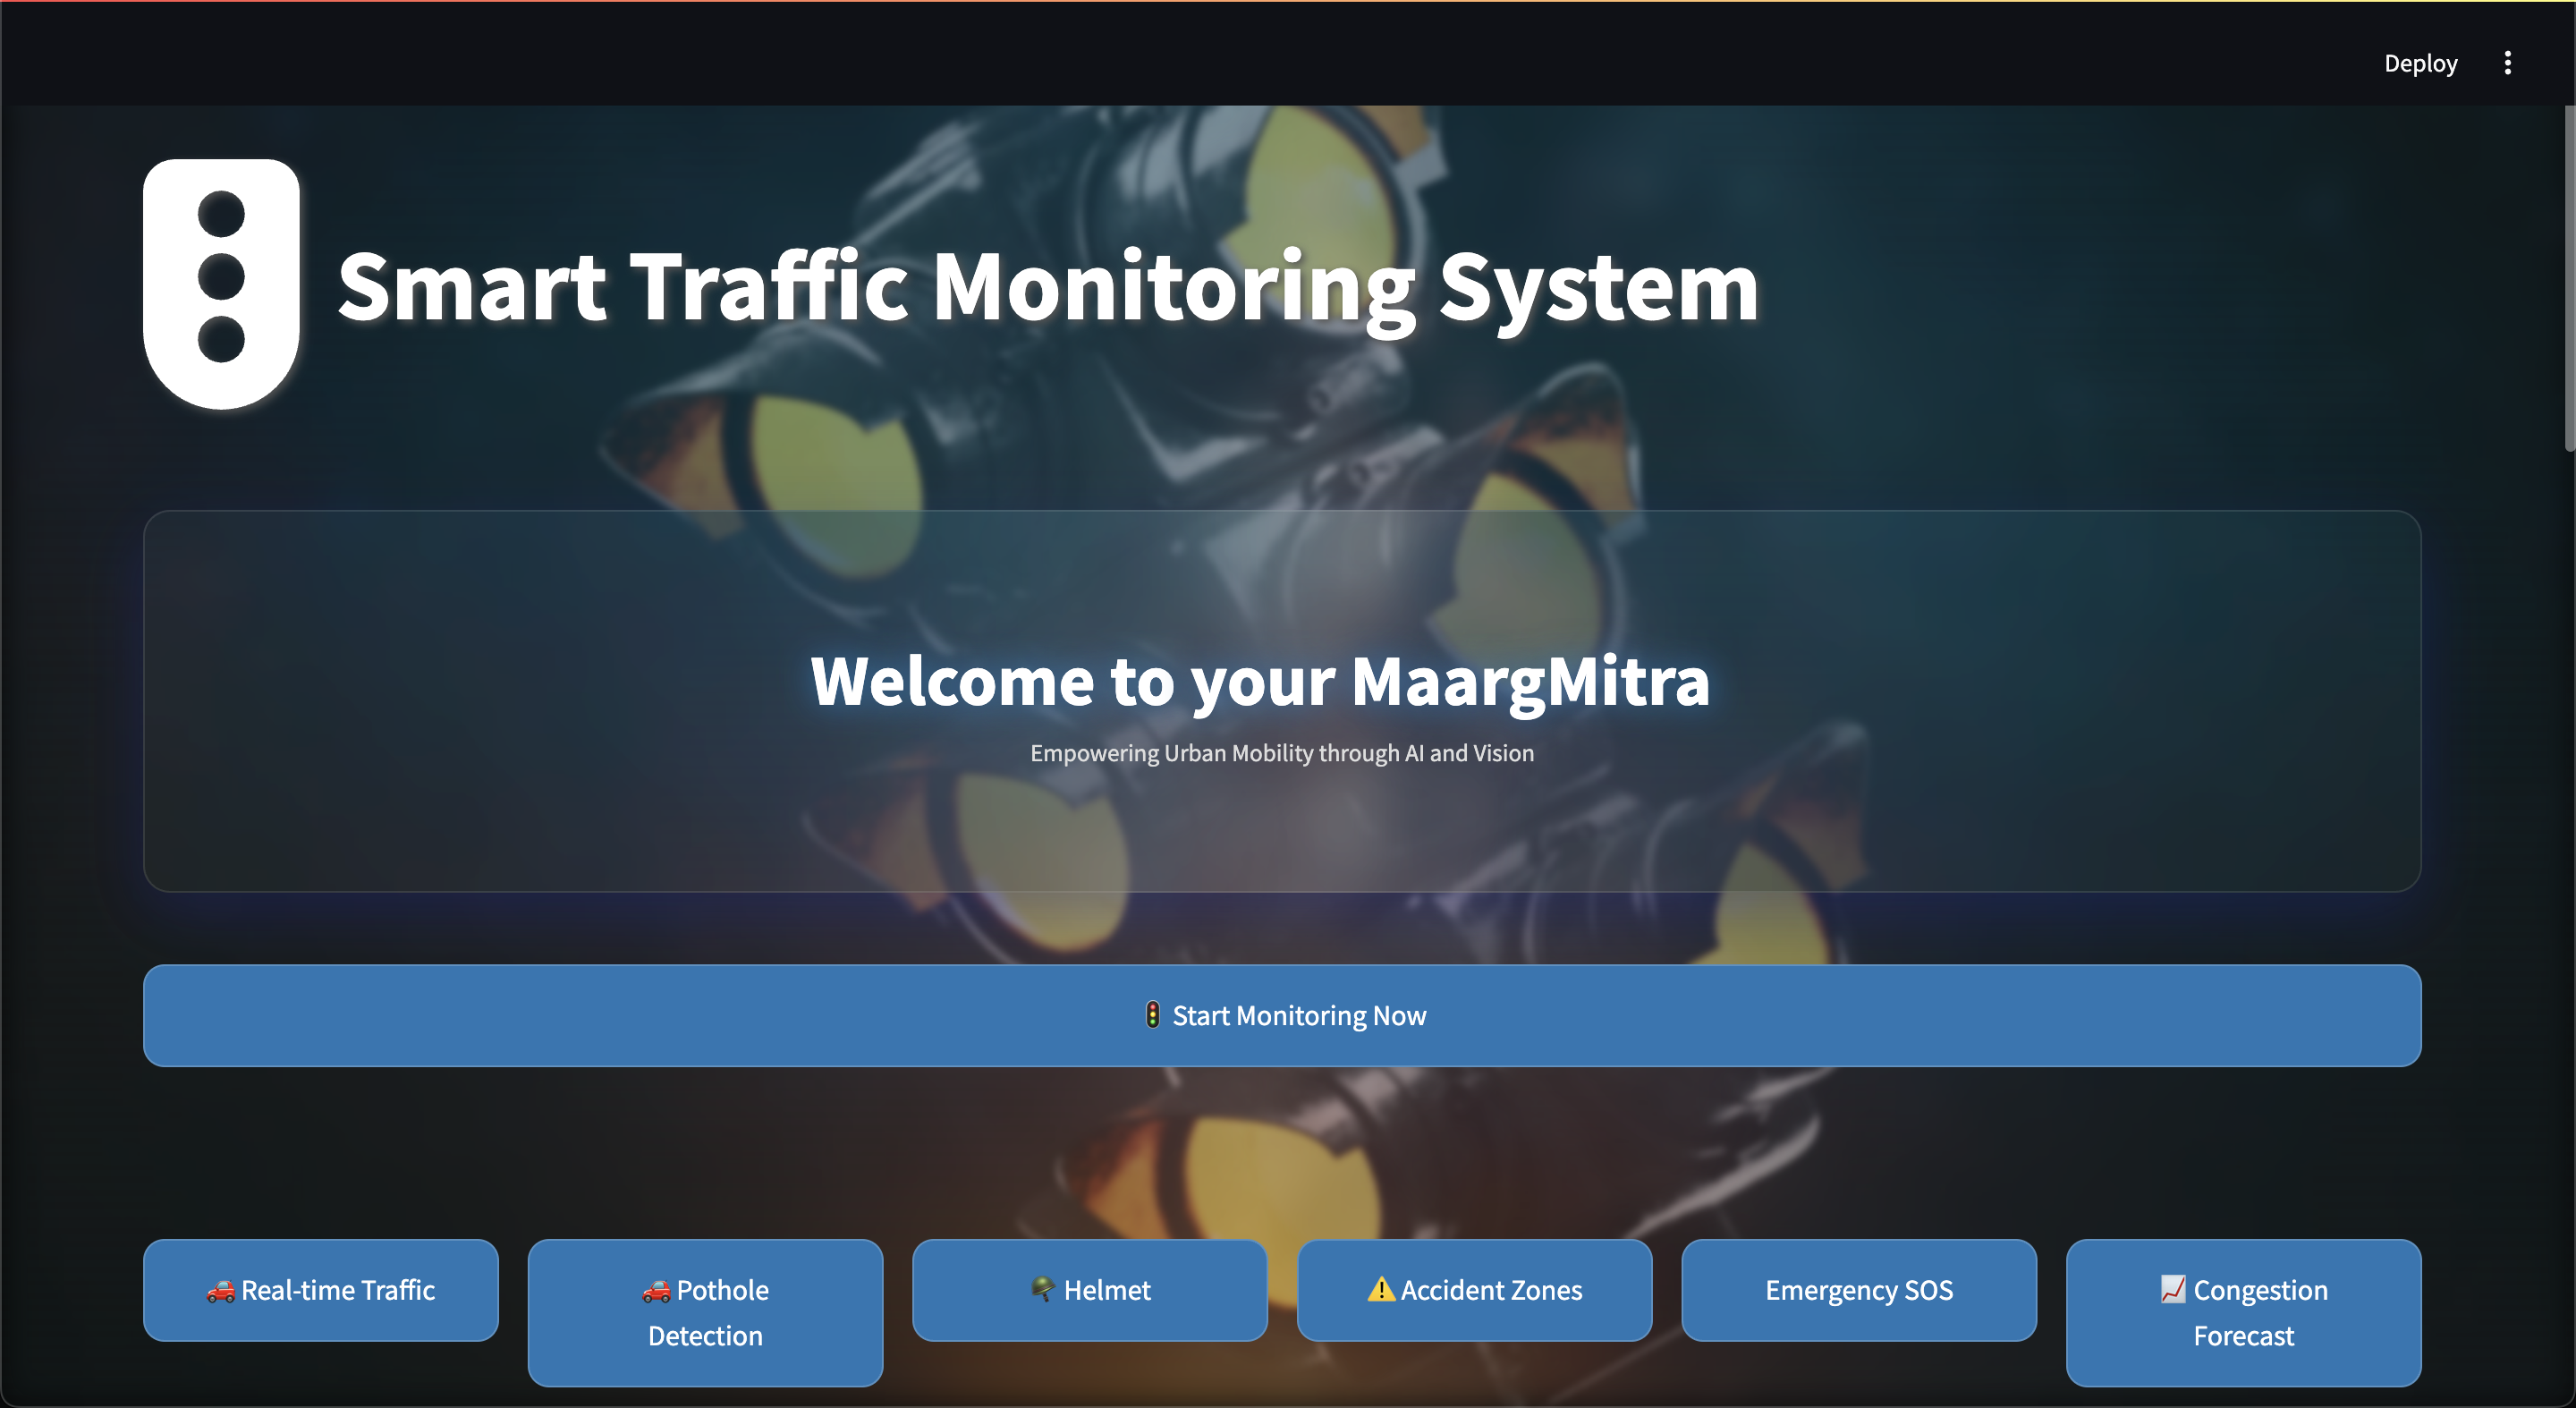 Deploy
Smart Traffic Monitoring System
Welcome to your MaargMitra
Empowering Urban Mobility through AI and Vision
🚦 Start Monitoring Now
🚗 Real-time Traffic
🚗 Pothole
Detection
🪖 Helmet
⚠️ Accident Zones
Emergency SOS
📈 Congestion
Forecast